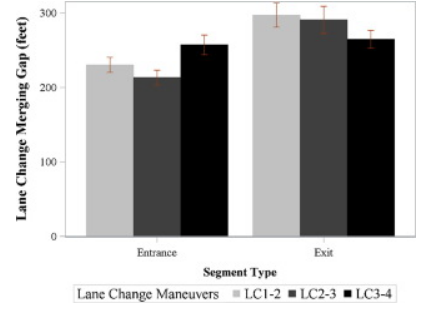 Lane Change Merging Gap (feet)
300
200
100
0
Entrance Exit
Segment Type
Lane Change Maneuvers LC1-2 LC2-3 LC3-4